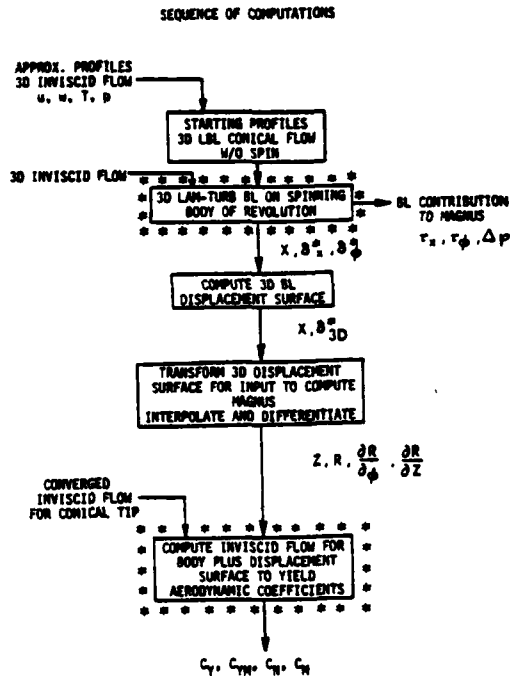 SEQUENCE OF COMPUTATIONS
APPROX. PROFILES
3D INVISCID FLOW
u, w, T, p
STARTING PROFILES
3D LBL CONICAL FLOW
W/O SPIN
3D INVISCID FLOW
3D LAM-TURB BL ON SPINNING
BODY OF REVOLUTION
BL CONTRIBUTION
TO MAGNUS
τx, τϕ, Δp
X, δ*x, δ*ϕ
COMPUTE 3D BL
DISPLACEMENT SURFACE
X, δ*3D
TRANSFORM 3D DISPLACEMENT
SURFACE FOR INPUT TO COMPUTE
MAGNUS
INTERPOLATE AND DIFFERENTIATE
Z, R, ∂R/∂ϕ, ∂R/∂Z
CONVERGED
INVISCID FLOW
FOR CONICAL TIP
COMPUTE INVISCID FLOW FOR
BODY PLUS DISPLACEMENT
SURFACE TO YIELD
AERODYNAMIC COEFFICIENTS
CY, CYM, CN, CM